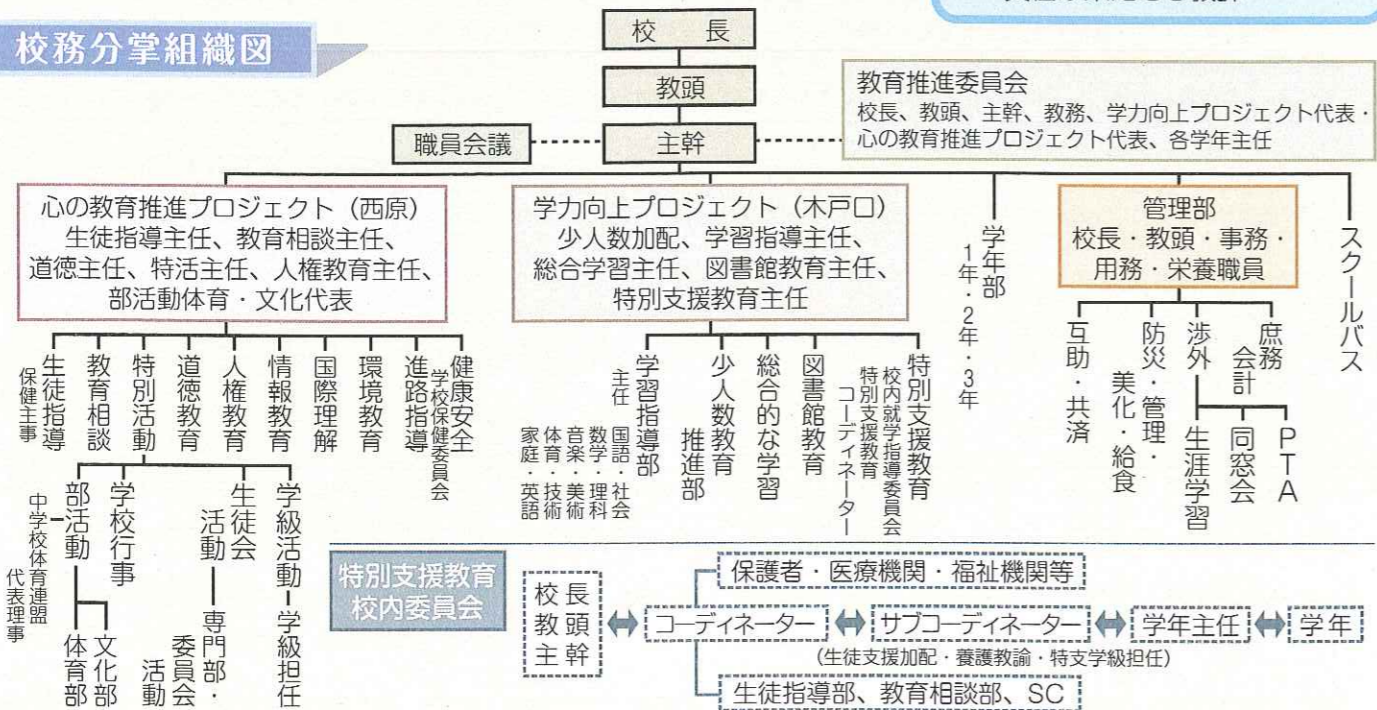 校務分掌組織図
校　長
教頭
主幹
職員会議
教育推進委員会
校長、教頭、主幹、教務、学力向上プロジェクト代表・
心の教育推進プロジェクト代表、各学年主任
心の教育推進プロジェクト（西原）
生徒指導主任、教育相談主任、
道徳主任、特活主任、人権教育主任、
部活動体育・文化代表
学力向上プロジェクト（木戸口）
少人数加配、学習指導主任、
総合学習主任、図書館教育主任、
特別支援教育主任
学年部
1年・2年・3年
管理部
校長・教頭・事務・
用務・栄養職員
スクールバス
生徒指導
保健主事
教育相談
特別活動
道徳教育
人権教育
情報教育
国際理解
環境教育
進路指導
健康安全
学校保健委員会
部活動
中学校体育連盟
代表理事
体育部
文化部
学校行事
生徒会
活動
専門部・
委員会
活動
学級活動
学級担任
学習指導部
主任
国語・社会
数学・理科
音楽・美術
体育・技術
家庭・英語
少人数教育
推進部
総合的な学習
図書館教育
特別支援教育
校内就学指導委員会
特別支援教育
コーディネーター
互助・共済
防災・管理・
美化・給食
渉外
生涯学習
同窓会
PTA
庶務
会計
特別支援教育
校内委員会
校長
教頭
主幹
保護者・医療機関・福祉機関等
コーディネーター
サブコーディネーター
（生徒支援加配・養護教諭・特支学級担任）
学年主任
学年
生徒指導部、教育相談部、SC